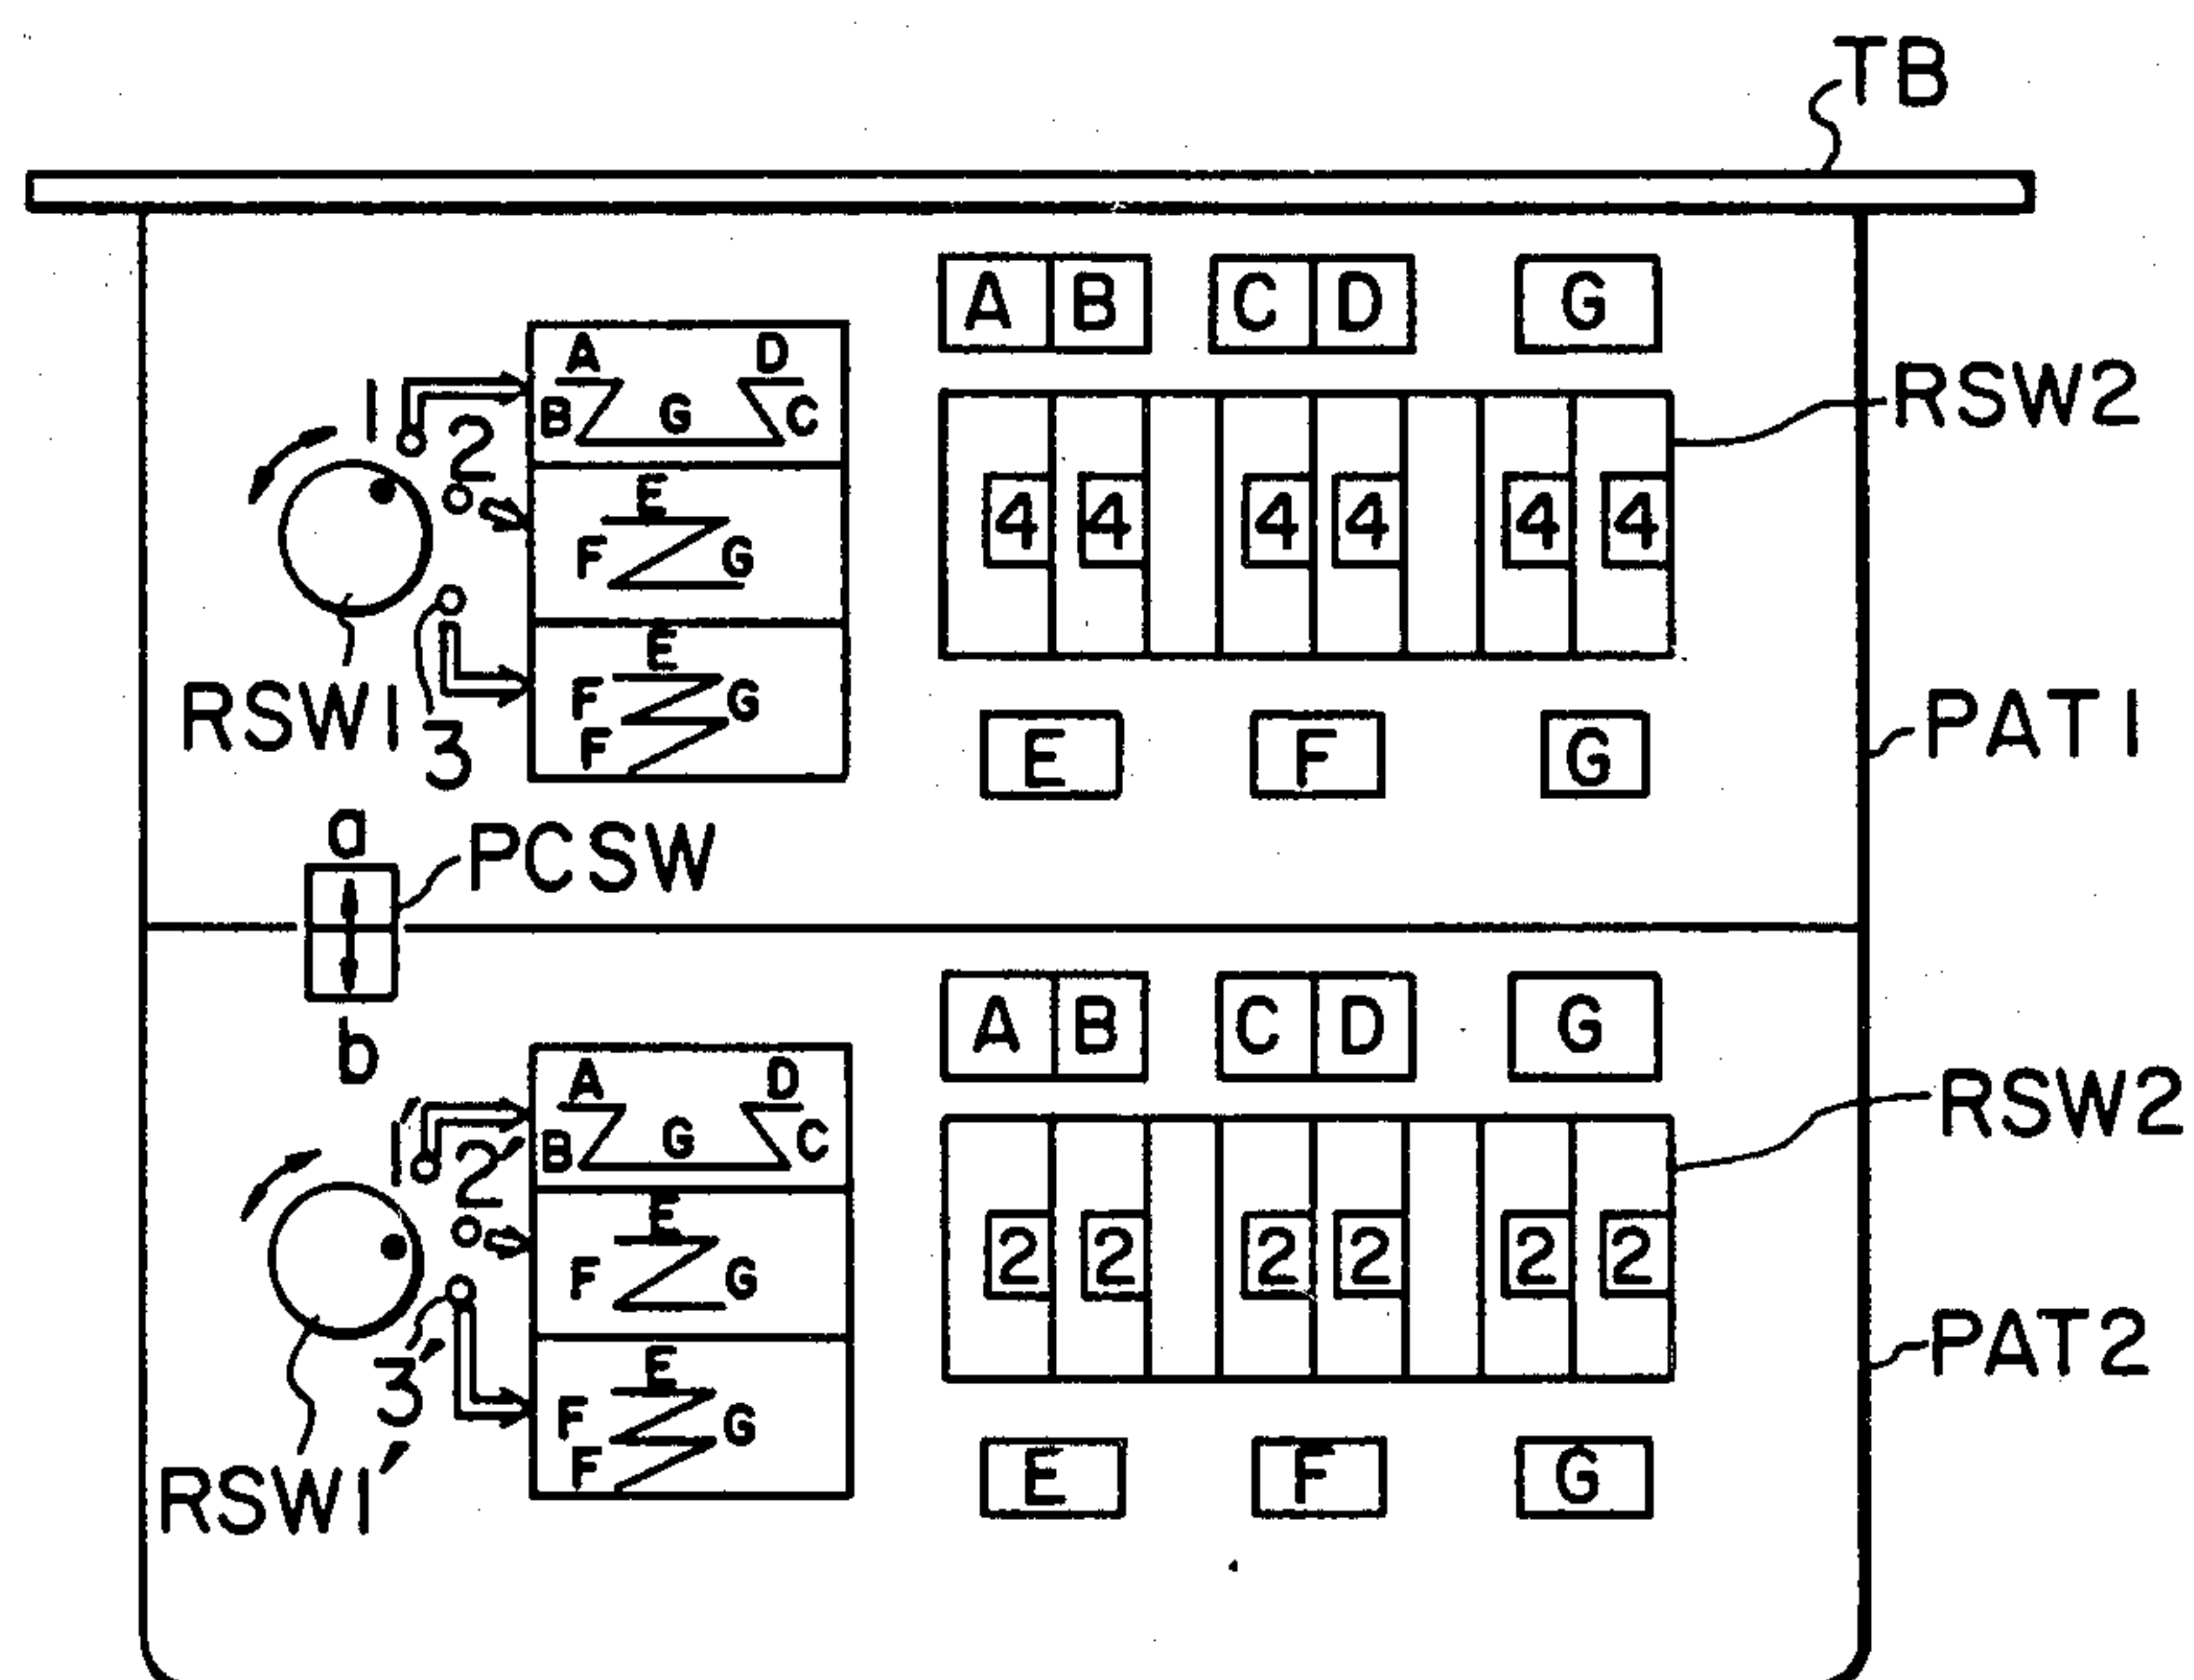 TB
A B C D G
A D
B G C
1
2
RSW2
E
F G
4 4 4 4 4 4
E
F G
F
RSW1
3
E F G
PAT1
a
PCSW
b
A B C D G
A D
B G C
1'
2'
RSW2
E
F G
2 2 2 2 2 2
3'
E
F G
F
PAT2
RSW1'
E F G